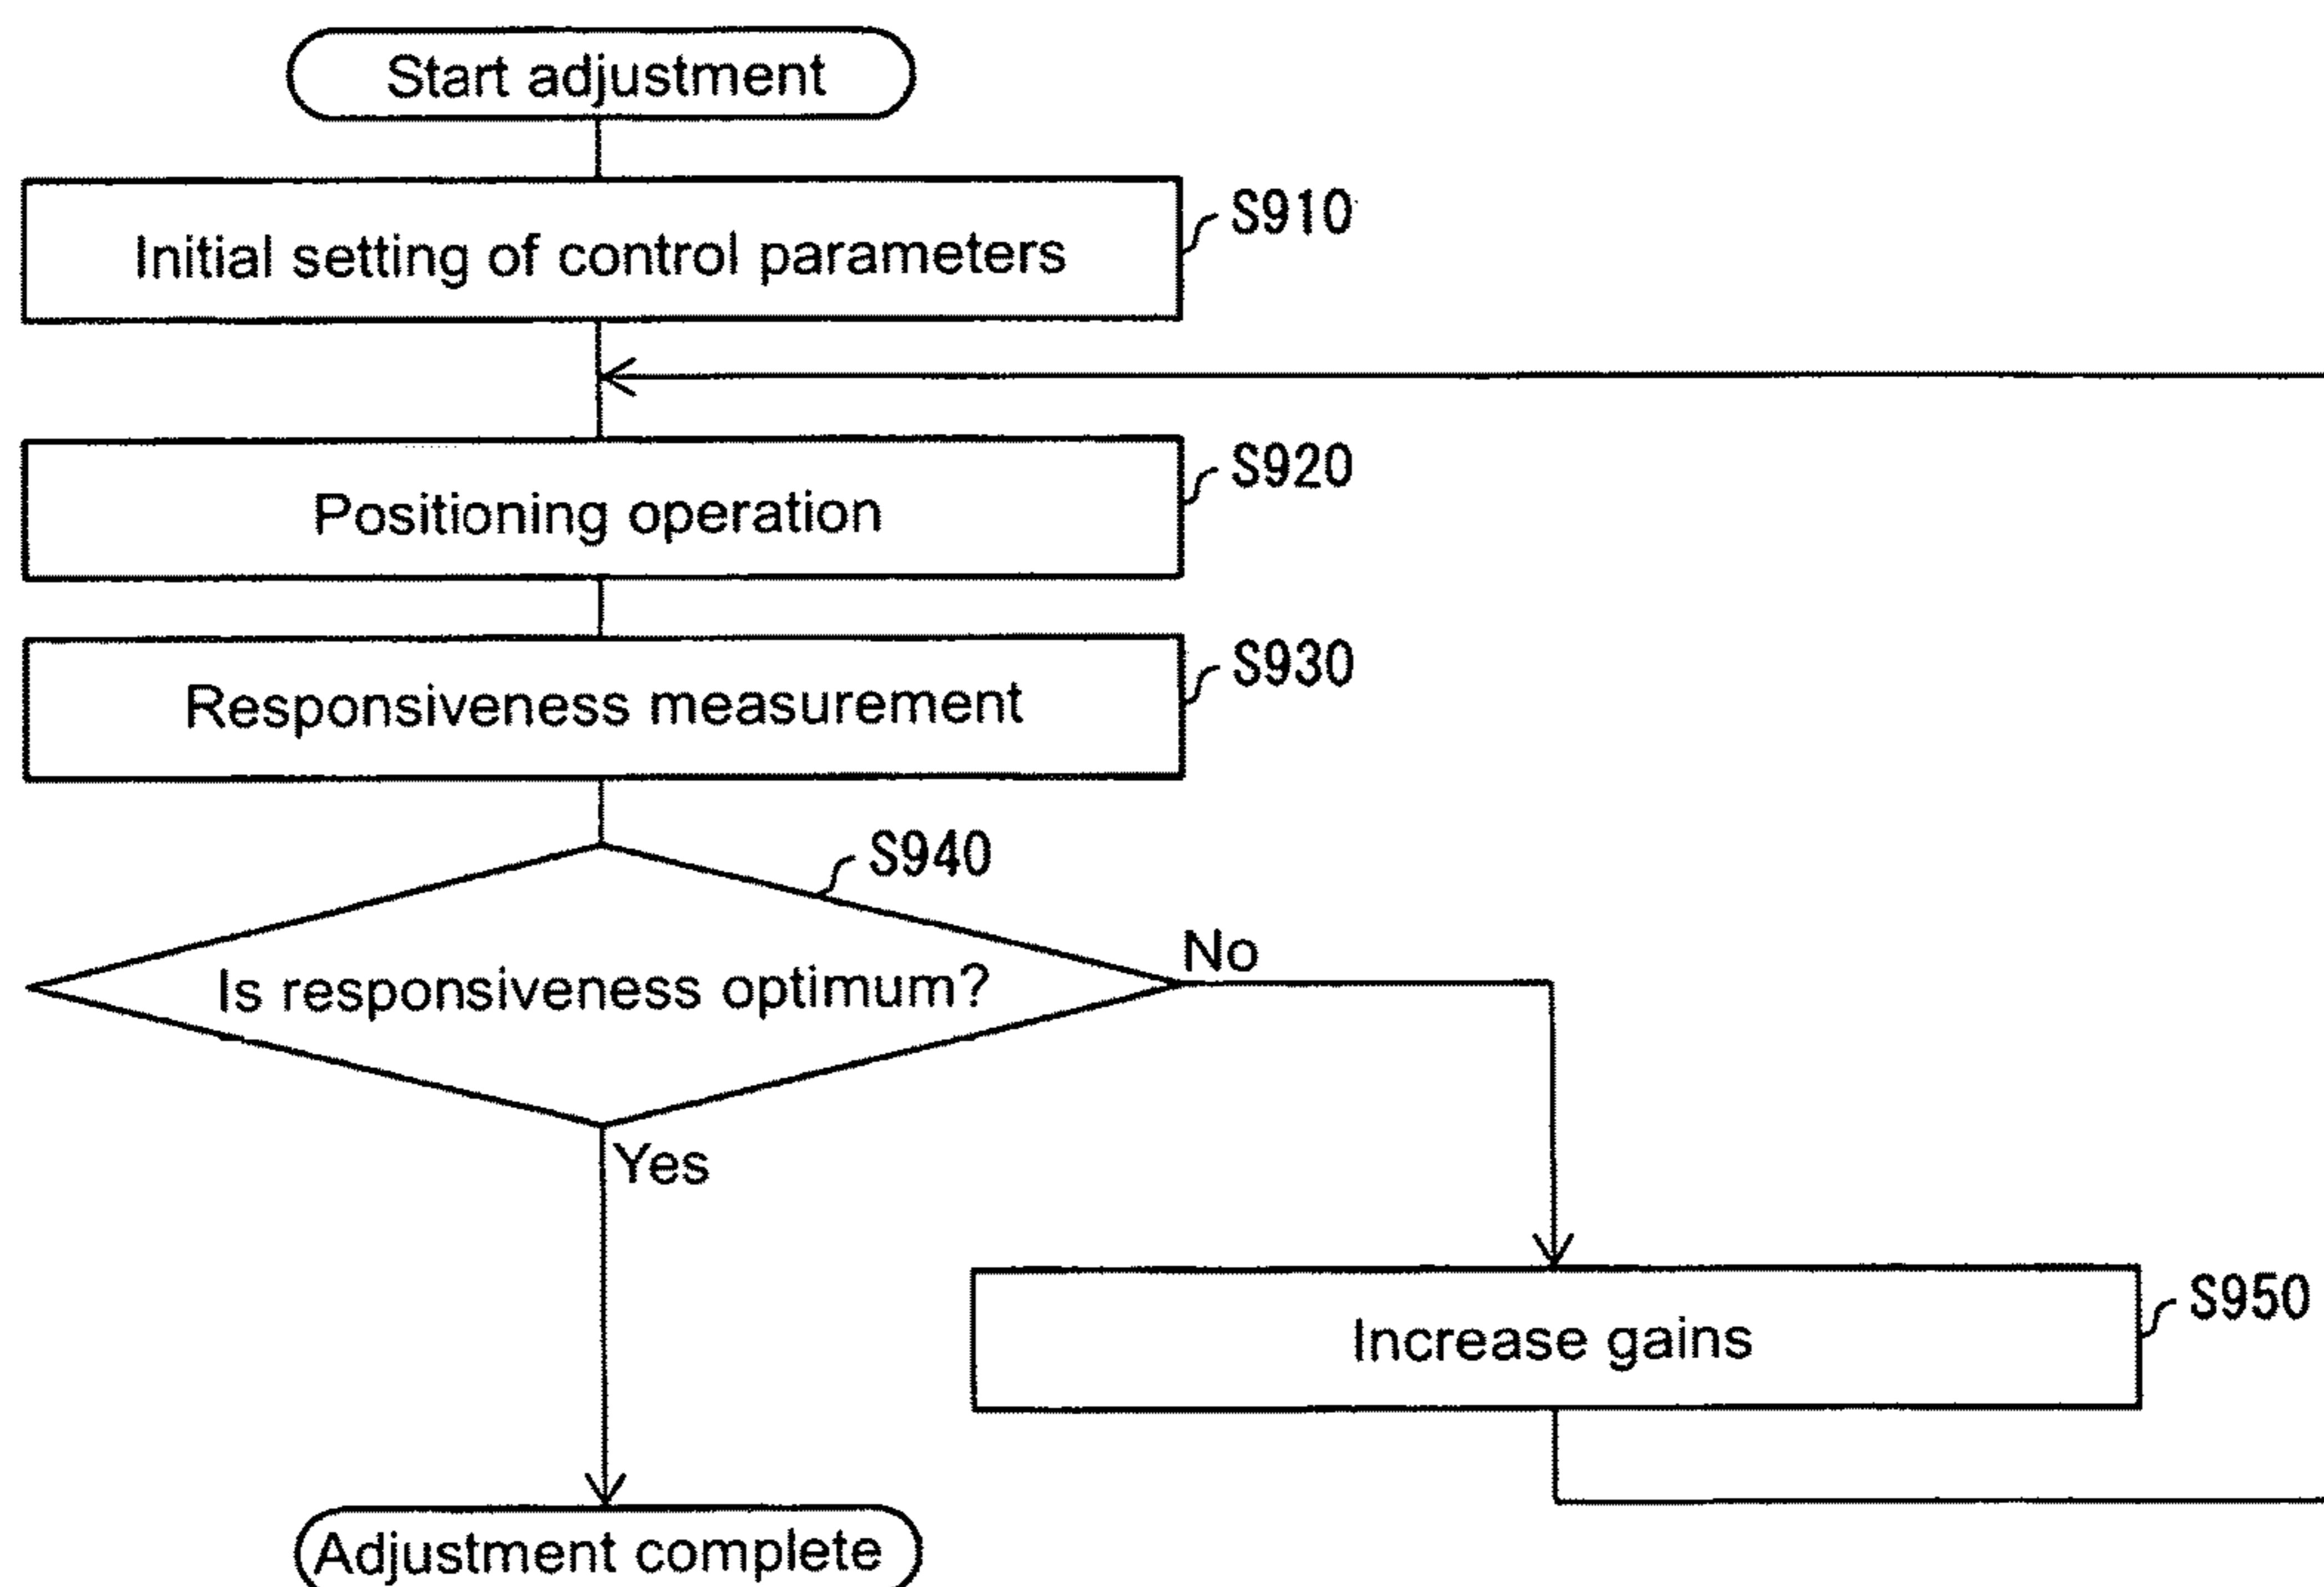 Start adjustment
Initial setting of control parameters
S910
Positioning operation
S920
Responsiveness measurement
S930
S940
Is responsiveness optimum?
No
Yes
Increase gains
S950
Adjustment complete